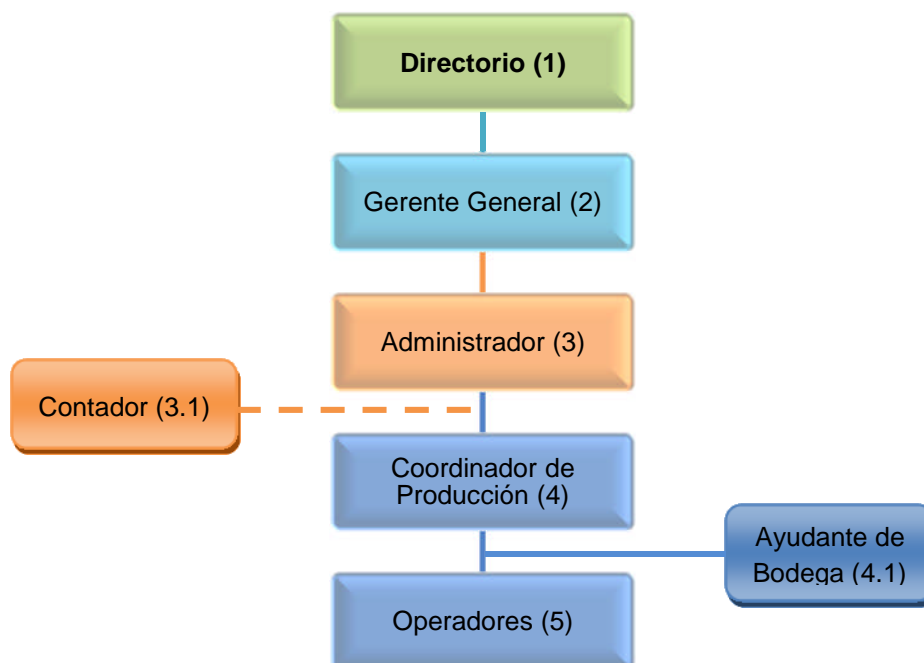 Directorio (1)
Gerente General (2)
Administrador (3)
Contador (3.1)
Coordinador de
Producción (4)
Ayudante de
Bodega (4.1)
Operadores (5)